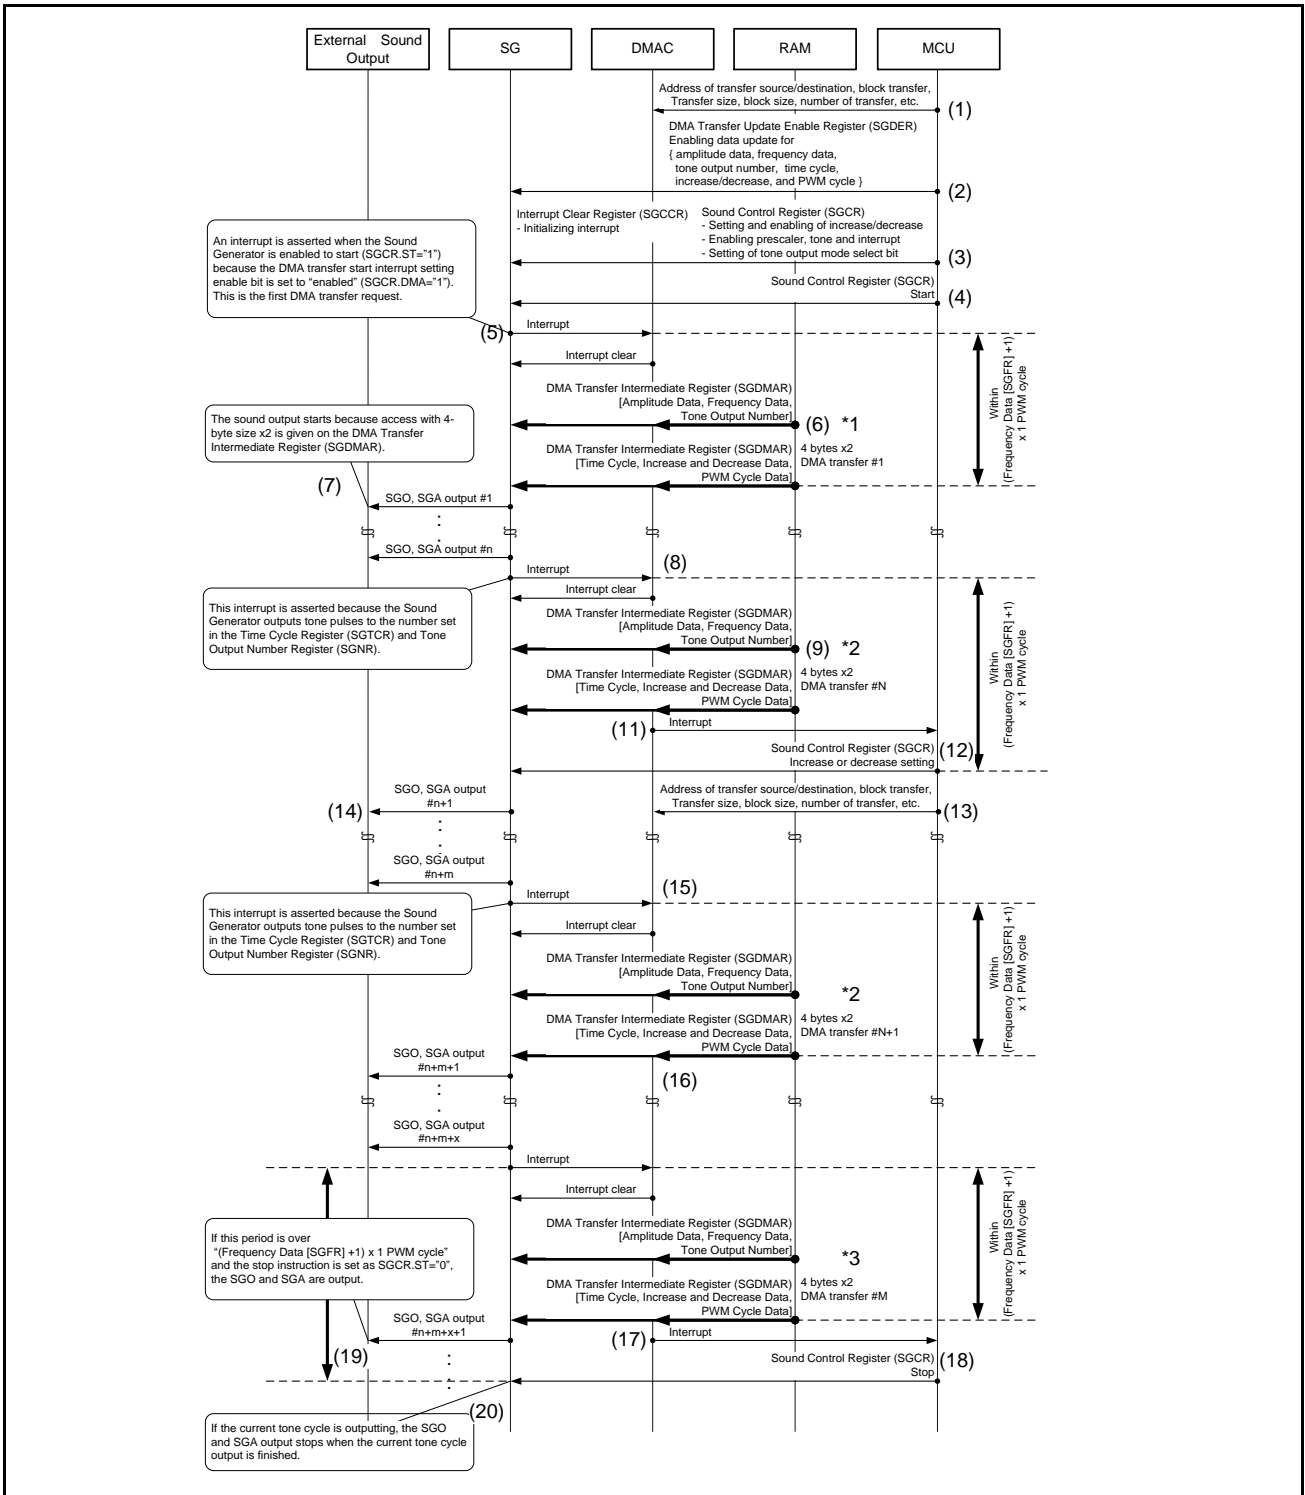 External Sound
Output
SG
DMAC
RAM
MCU
Address of transfer source/destination, block transfer,
Transfer size, block size, number of transfer, etc.
(1)
DMA Transfer Update Enable Register (SGDER)
Enabling data update for
{ amplitude data, frequency data,
tone output number, time cycle,
increase/decrease, and PWM cycle }
(2)
Interrupt Clear Register (SGCCR)
- Initializing interrupt
Sound Control Register (SGCR)
- Setting and enabling of increase/decrease
- Enabling prescaler, tone and interrupt
- Setting of tone output mode select bit
(3)
An interrupt is asserted when the Sound
Generator is enabled to start (SGCR.ST="1")
because the DMA transfer start interrupt setting
enable bit is set to "enabled" (SGCR.DMA="1").
This is the first DMA transfer request.
Sound Control Register (SGCR)
Start
(4)
(5)
Interrupt
Interrupt clear
DMA Transfer Intermediate Register (SGDMAR)
[Amplitude Data, Frequency Data,
Tone Output Number]
(6) *1
Within
(Frequency Data [SGFR] +1)
x 1 PWM cycle
The sound output starts because access with 4-
byte size x2 is given on the DMA Transfer
Intermediate Register (SGDMAR).
DMA Transfer Intermediate Register (SGDMAR)
[Time Cycle, Increase and Decrease Data,
PWM Cycle Data]
4 bytes x2
DMA transfer #1
(7)
SGO, SGA output #1
SGO, SGA output #n
(8)
Interrupt
Interrupt clear
This interrupt is asserted because the Sound
Generator outputs tone pulses to the number set
in the Time Cycle Register (SGTCR) and Tone
Output Number Register (SGNR).
DMA Transfer Intermediate Register (SGDMAR)
[Amplitude Data, Frequency Data,
Tone Output Number]
(9) *2
Within
(Frequency Data [SGFR] +1)
x 1 PWM cycle
DMA Transfer Intermediate Register (SGDMAR)
[Time Cycle, Increase and Decrease Data,
PWM Cycle Data]
4 bytes x2
DMA transfer #N
(11)
Interrupt
Sound Control Register (SGCR)
Increase or decrease setting
(12)
(14)
SGO, SGA output
#n+1
Address of transfer source/destination, block transfer,
Transfer size, block size, number of transfer, etc.
(13)
SGO, SGA output
#n+m
(15)
Interrupt
Interrupt clear
This interrupt is asserted because the Sound
Generator outputs tone pulses to the number set
in the Time Cycle Register (SGTCR) and Tone
Output Number Register (SGNR).
DMA Transfer Intermediate Register (SGDMAR)
[Amplitude Data, Frequency Data,
Tone Output Number]
*2
Within
(Frequency Data [SGFR] +1)
x 1 PWM cycle
DMA Transfer Intermediate Register (SGDMAR)
[Time Cycle, Increase and Decrease Data,
PWM Cycle Data]
4 bytes x2
DMA transfer #N+1
SGO, SGA output
#n+m+1
(16)
SGO, SGA output
#n+m+x
Interrupt
Interrupt clear
DMA Transfer Intermediate Register (SGDMAR)
[Amplitude Data, Frequency Data,
Tone Output Number]
*3
Within
(Frequency Data [SGFR] +1)
x 1 PWM cycle
If this period is over
"(Frequency Data [SGFR] +1) x 1 PWM cycle"
and the stop instruction is set as SGCR.ST="0",
the SGO and SGA are output.
DMA Transfer Intermediate Register (SGDMAR)
[Time Cycle, Increase and Decrease Data,
PWM Cycle Data]
4 bytes x2
DMA transfer #M
SGO, SGA output
#n+m+x+1
(17)
Interrupt
(19)
Sound Control Register (SGCR)
Stop
(18)
(20)
If the current tone cycle is outputting, the SGO
and SGA output stops when the current tone cycle
output is finished.